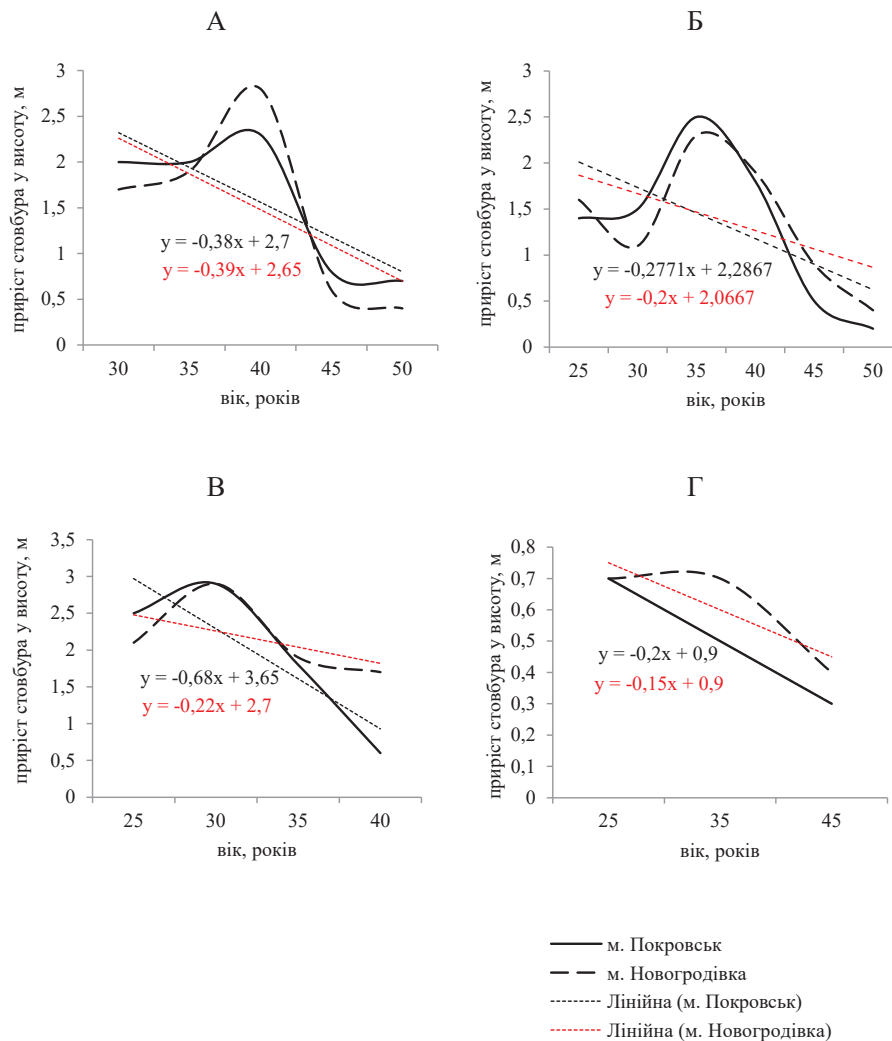 А
приріст стовбура у висоту, м
3
2,5
2
1,5
1
0,5
0
y = -0,38x + 2,7
y = -0,39x + 2,65
30 35 40 45 50
вік, років
Б
приріст стовбура у висоту, м
3
2,5
2
1,5
1
0,5
0
y = -0,2771x + 2,2867
y = -0,2x + 2,0667
25 30 35 40 45 50
вік, років
В
приріст стовбура у висоту, м
3,5
3
2,5
2
1,5
1
0,5
0
y = -0,68x + 3,65
y = -0,22x + 2,7
25 30 35 40
вік, років
Г
приріст стовбура у висоту, м
0,8
0,7
0,6
0,5
0,4
0,3
0,2
0,1
0
y = -0,2x + 0,9
y = -0,15x + 0,9
25 35 45
вік, років
м. Покровськ
м. Новогродівка
Лінійна (м. Покровськ)
Лінійна (м. Новогродівка)